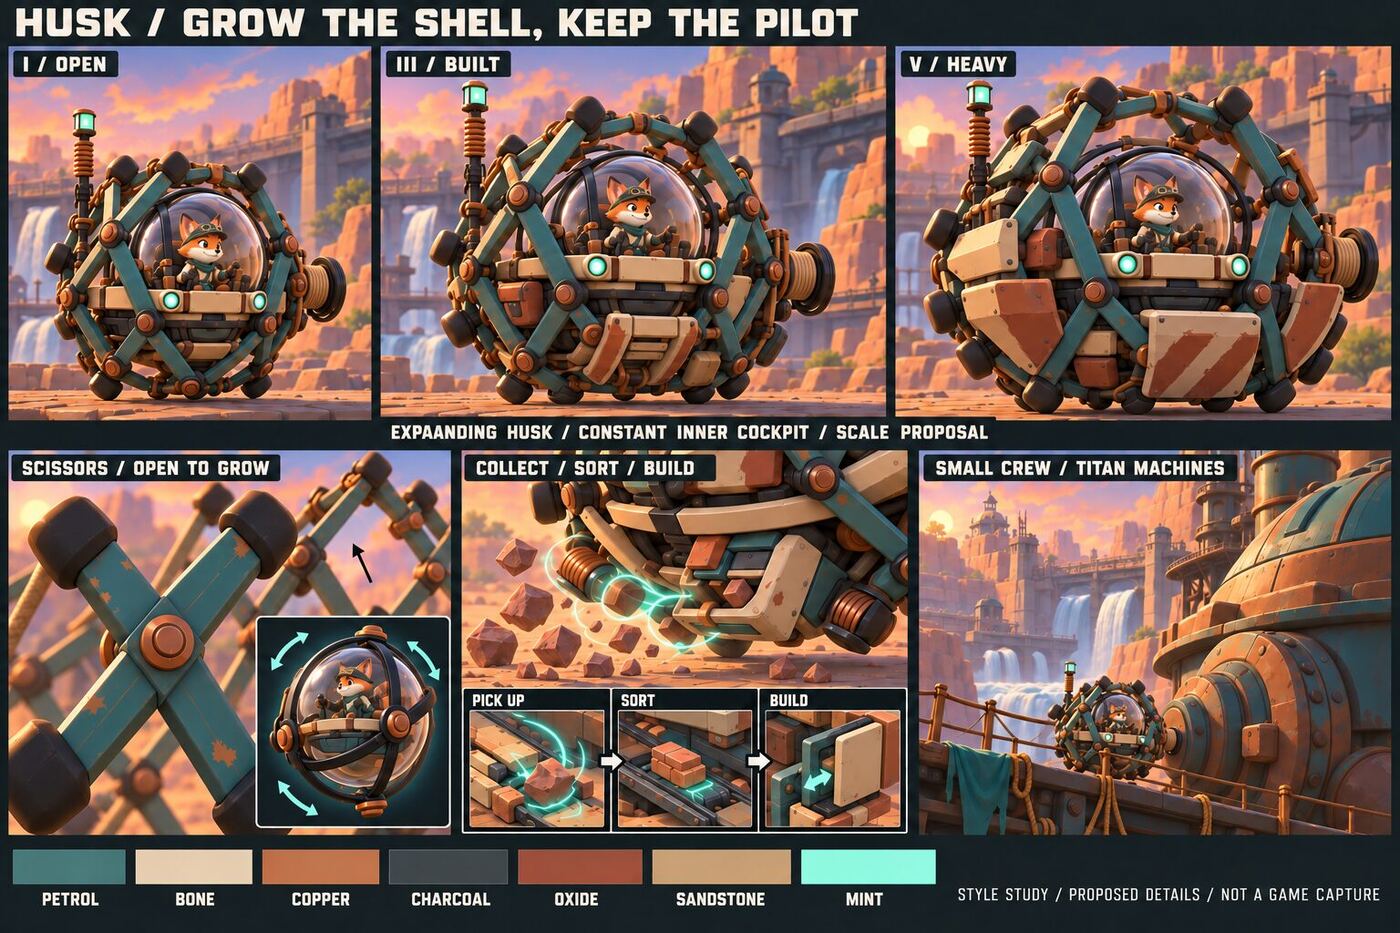 HUSK / GROW THE SHELL, KEEP THE PILOT
I / OPEN
III / BUILT
V / HEAVY
EXPAANDING HUSK / CONSTANT INNER COCKPIT / SCALE PROPOSAL
SCISSORS / OPEN TO GROW
COLLECT / SORT / BUILD
SMALL CREW / TITAN MACHINES
PICK UP
SORT
BUILD
PETROL
BONE
COPPER
CHARCOAL
OXIDE
SANDSTONE
MINT
STYLE STUDY / PROPOSED DETAILS / NOT A GAME CAPTURE